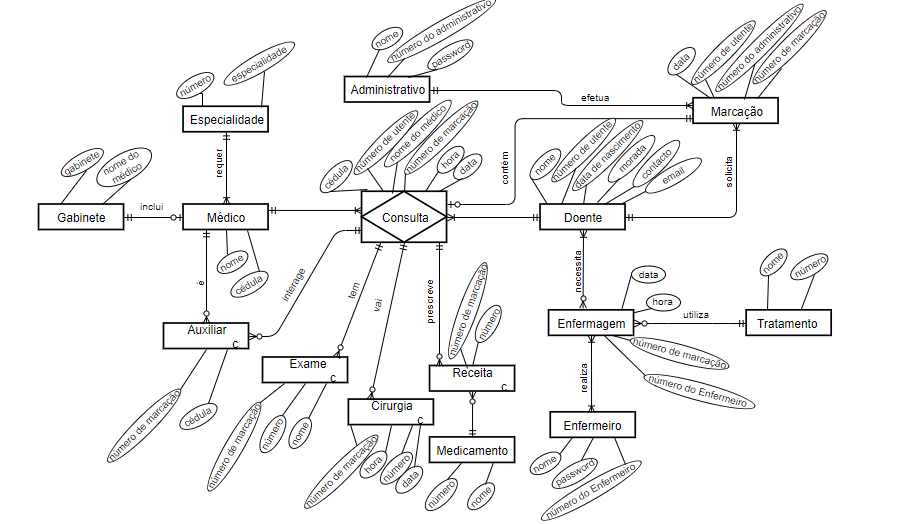 nome
número do administrativo
password
Administrativo
efetua
data
número de utente
número do administrativo
número de marcação
Marcação
número
especialidade
Especialidade
requer
gabinete
nome do
médico
Gabinete
inclui
Médico
nome
cédula
cédula
número de utente
nome do médico
número de marcação
hora
data
Consulta
contém
nome
número de utente
data de nascimento
morada
contacto
email
Doente
solicita
é
interage
tem
vai
prescreve
necessita
Auxiliar
c
número de marcação
cédula
Exame
c
número de marcação
número
nome
Cirurgia
c
número de marcação
hora
número
data
número de marcação
número
Receita
c
Medicamento
número
nome
data
hora
Enfermagem
utiliza
nome
número
Tratamento
número de marcação
número do Enfermeiro
realiza
Enfermeiro
nome
password
número do Enfermeiro